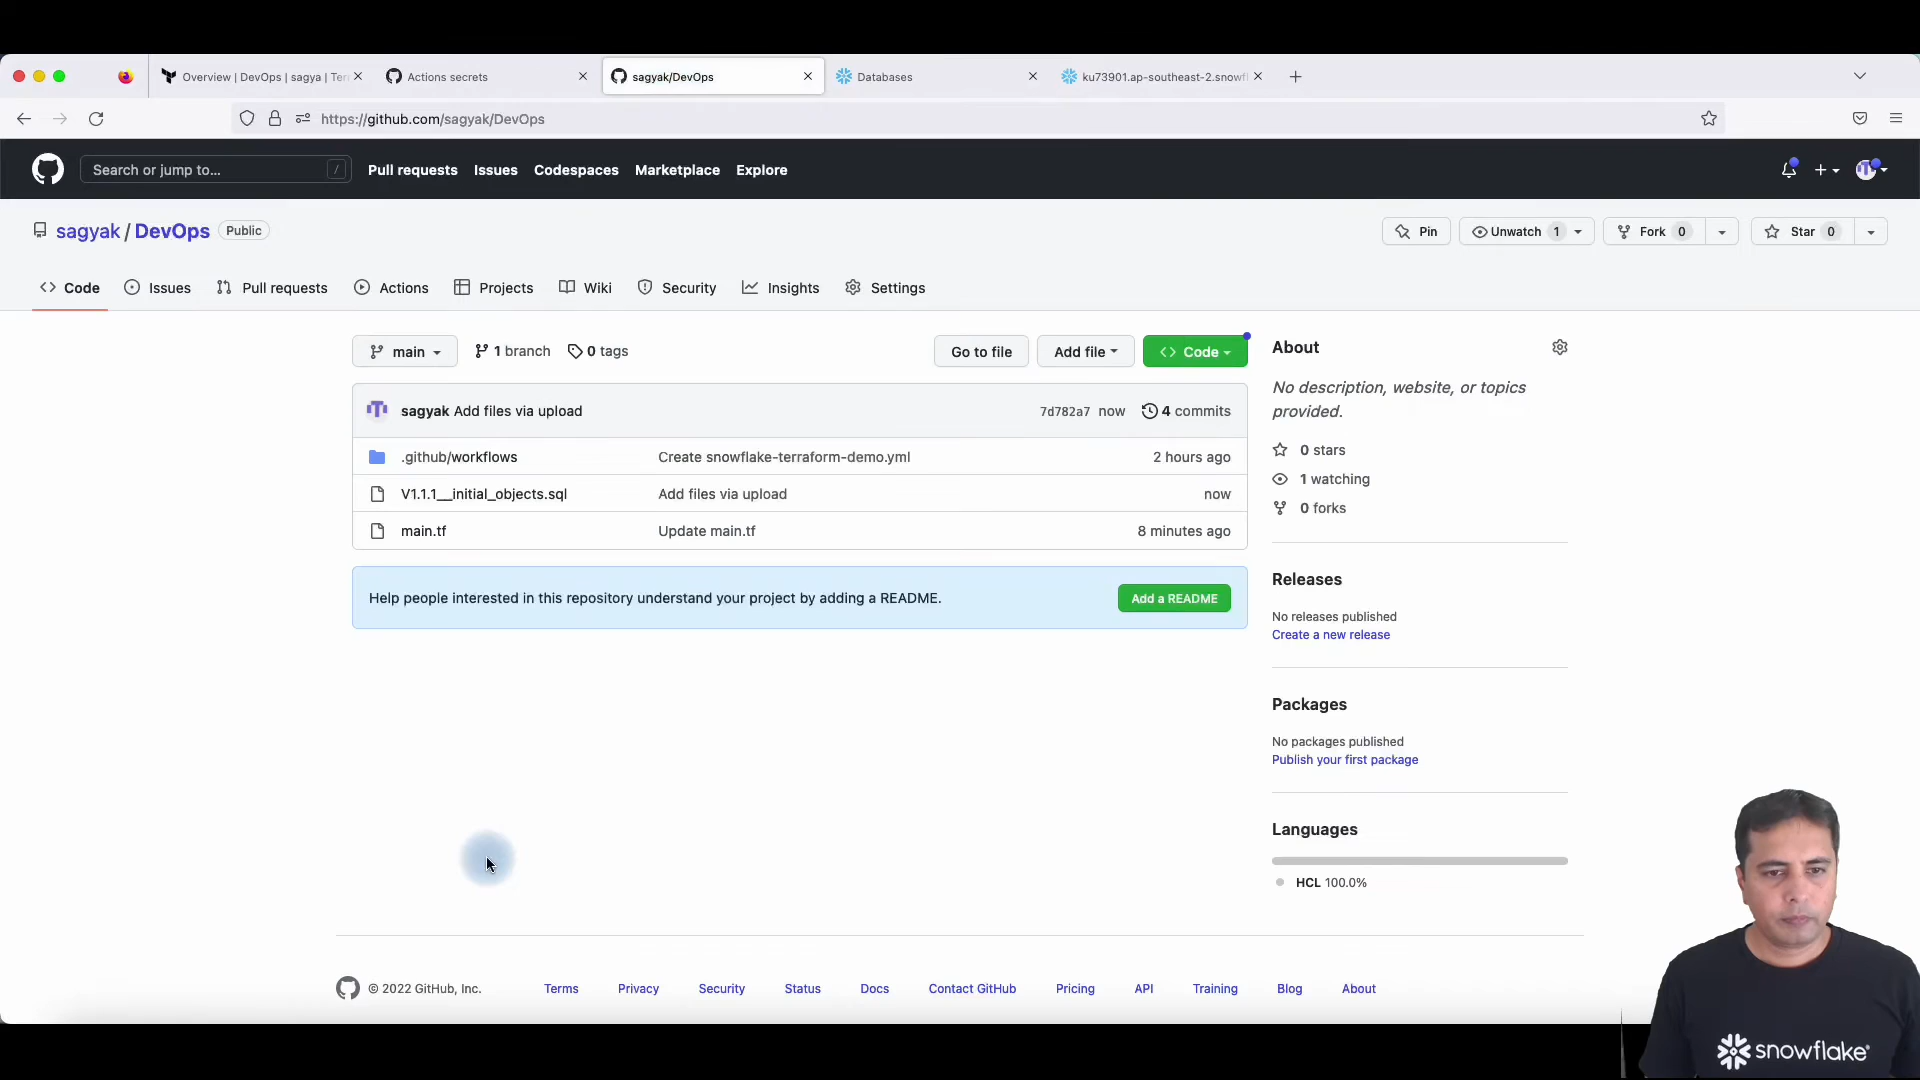 Overview | DevOps | sagya | Ter
Actions secrets
sagyak/DevOps
Databases
ku73901.ap-southeast-2.snowfl
https://github.com/sagyak/DevOps
Search or jump to... /
Pull requests Issues Codespaces Marketplace Explore
sagyak / DevOps Public
Pin Unwatch 1 Fork 0 Star 0
Code Issues Pull requests Actions Projects Wiki Security Insights Settings
main 1 branch 0 tags Go to file Add file Code
sagyak Add files via upload 7d782a7 now 4 commits
.github/workflows Create snowflake-terraform-demo.yml 2 hours ago
V1.1.1__initial_objects.sql Add files via upload now
main.tf Update main.tf 8 minutes ago
Help people interested in this repository understand your project by adding a README. Add a README
About
No description, website, or topics
provided.
0 stars
1 watching
0 forks
Releases
No releases published
Create a new release
Packages
No packages published
Publish your first package
Languages
HCL 100.0%
© 2022 GitHub, Inc. Terms Privacy Security Status Docs Contact GitHub Pricing API Training Blog About
snowflake